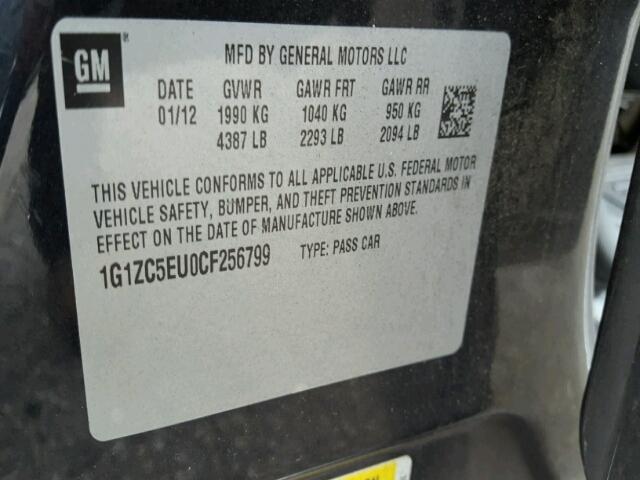 GM
MFD BY GENERAL MOTORS LLC
DATE GVWR GAWR FRT GAWR RR
01/12 1990 KG 1040 KG 950 KG
4387 LB 2293 LB 2094 LB
THIS VEHICLE CONFORMS TO ALL APPLICABLE U.S. FEDERAL MOTOR
VEHICLE SAFETY, BUMPER, AND THEFT PREVENTION STANDARDS IN
EFFECT ON THE DATE OF MANUFACTURE SHOWN ABOVE.
1G1ZC5EU0CF256799 TYPE: PASS CAR